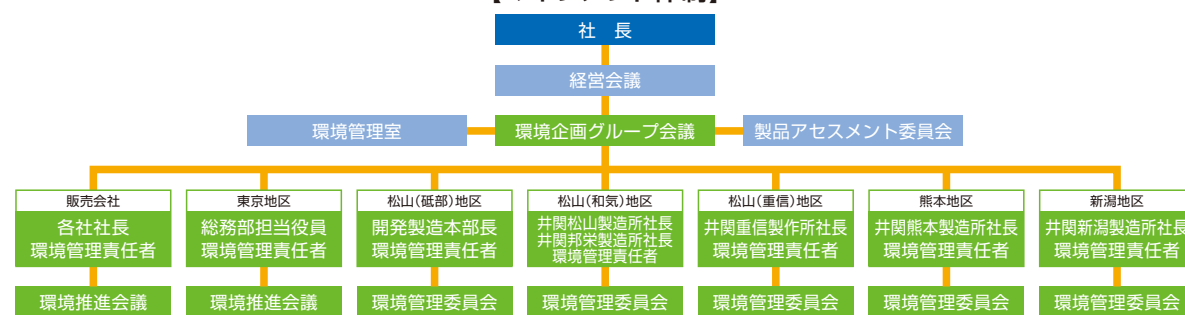 社　長
経営会議
環境管理室
環境企画グループ会議
製品アセスメント委員会
販売会社
各社社長
環境管理責任者
環境推進会議
東京地区
総務部担当役員
環境管理責任者
環境推進会議
松山(砥部)地区
開発製造本部長
環境管理責任者
環境管理委員会
松山(和気)地区
井関松山製造所社長
井関邦栄製造所社長
環境管理責任者
環境管理委員会
松山(重信)地区
井関重信製作所社長
環境管理責任者
環境管理委員会
熊本地区
井関熊本製造所社長
環境管理責任者
環境管理委員会
新潟地区
井関新潟製造所社長
環境管理責任者
環境管理委員会